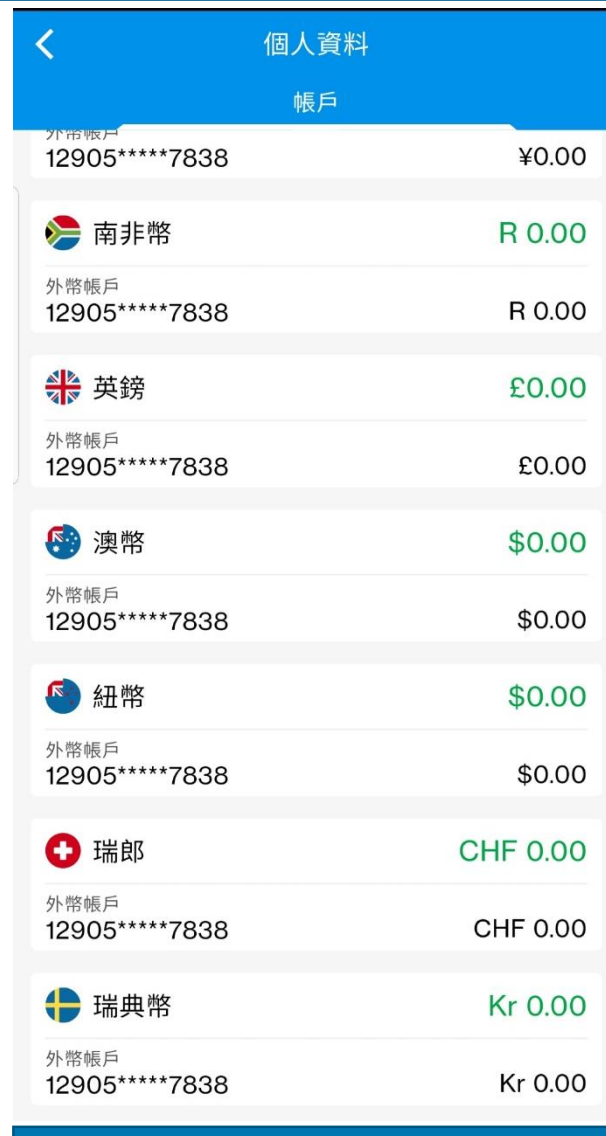 個人資料
帳戶
外幣帳戶
12905*****7838 ¥0.00
南非幣 R 0.00
外幣帳戶
12905*****7838 R 0.00
英鎊 £0.00
外幣帳戶
12905*****7838 £0.00
澳幣 $0.00
外幣帳戶
12905*****7838 $0.00
紐幣 $0.00
外幣帳戶
12905*****7838 $0.00
瑞郎 CHF 0.00
外幣帳戶
12905*****7838 CHF 0.00
瑞典幣 Kr 0.00
外幣帳戶
12905*****7838 Kr 0.00